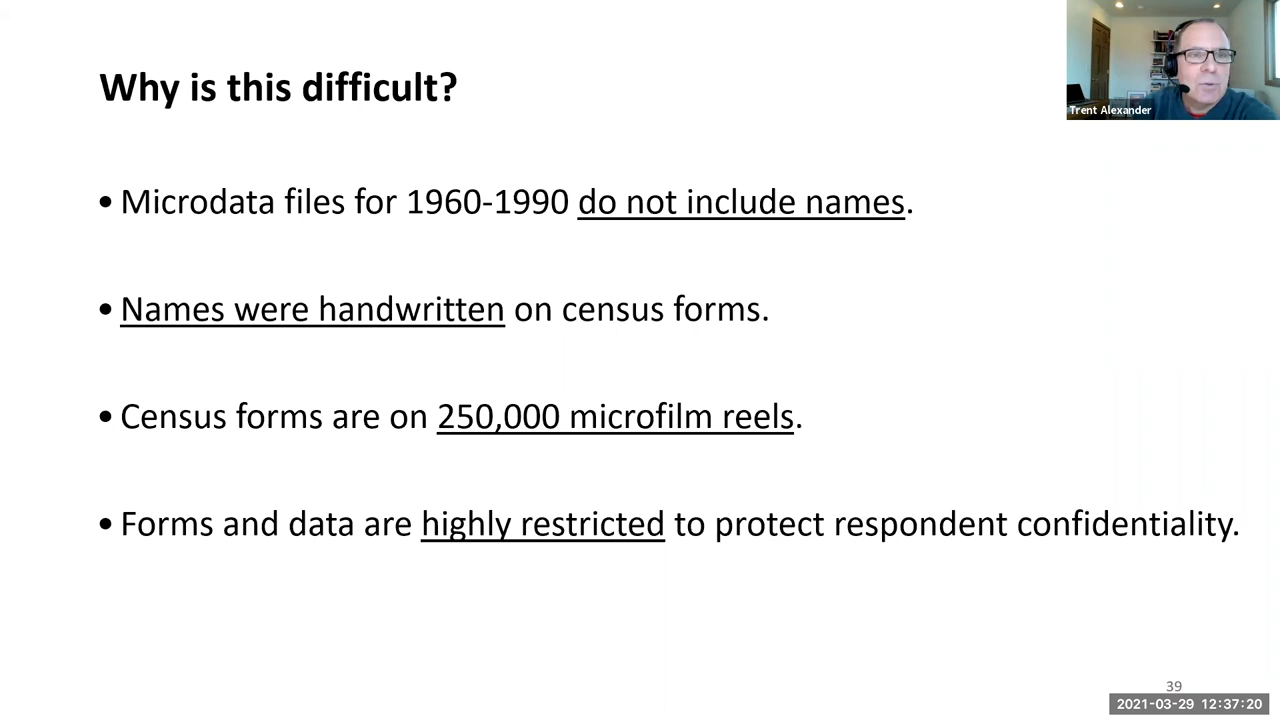 Why is this difficult?
Trent Alexander
• Microdata files for 1960-1990 do not include names.
• Names were handwritten on census forms.
• Census forms are on 250,000 microfilm reels.
• Forms and data are highly restricted to protect respondent confidentiality.
39
2021-03-29 12:37:20